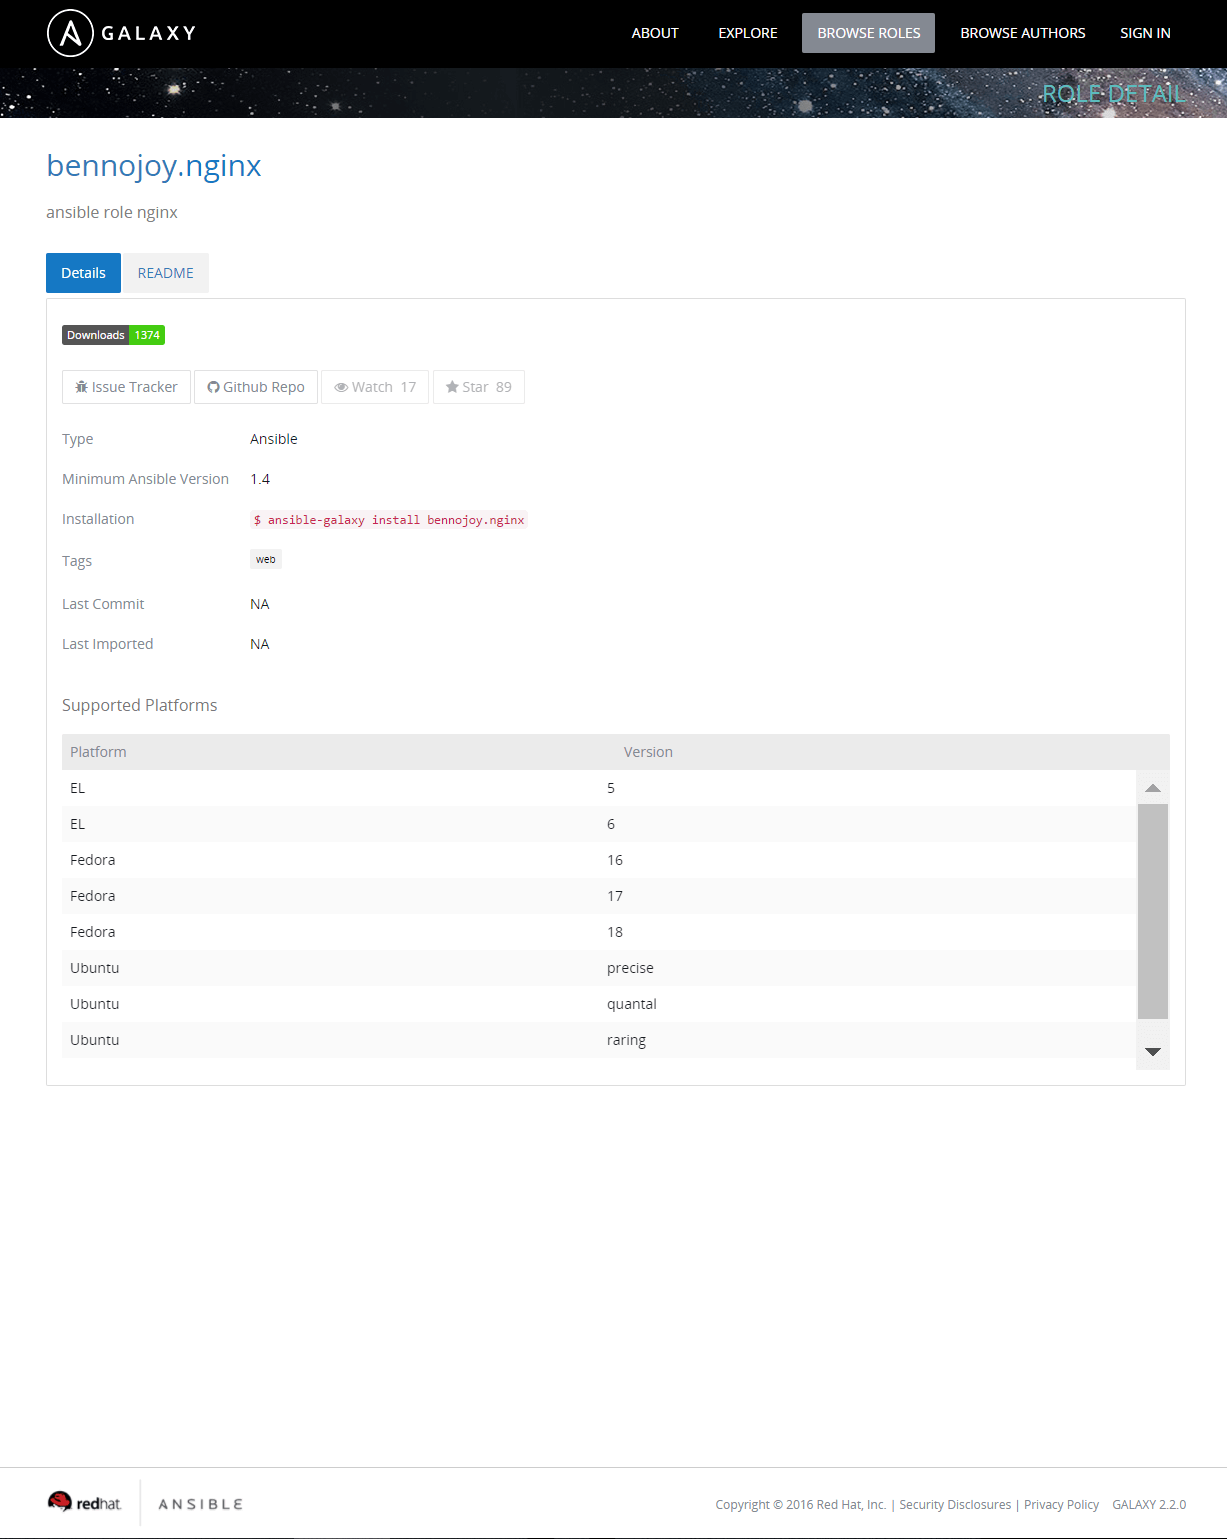 GALAXY
ABOUT EXPLORE BROWSE ROLES BROWSE AUTHORS SIGN IN
ROLE DETAIL
bennojoy.nginx
ansible role nginx
Details README
Downloads 1374
Issue Tracker Github Repo Watch 17 Star 89
Type Ansible
Minimum Ansible Version 1.4
Installation $ ansible-galaxy install bennojoy.nginx
Tags web
Last Commit NA
Last Imported NA
Supported Platforms
Platform Version
EL 5
EL 6
Fedora 16
Fedora 17
Fedora 18
Ubuntu precise
Ubuntu quantal
Ubuntu raring
redhat. ANSIBLE Copyright © 2016 Red Hat, Inc. | Security Disclosures | Privacy Policy GALAXY 2.2.0